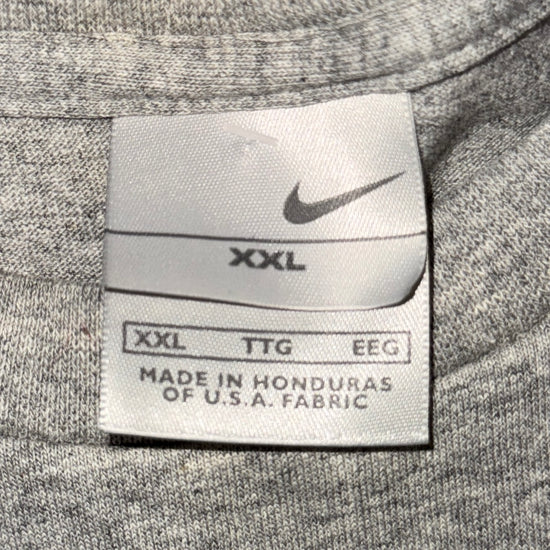 XXL
XXL TTG EEG
MADE IN HONDURAS
OF U.S.A. FABRIC